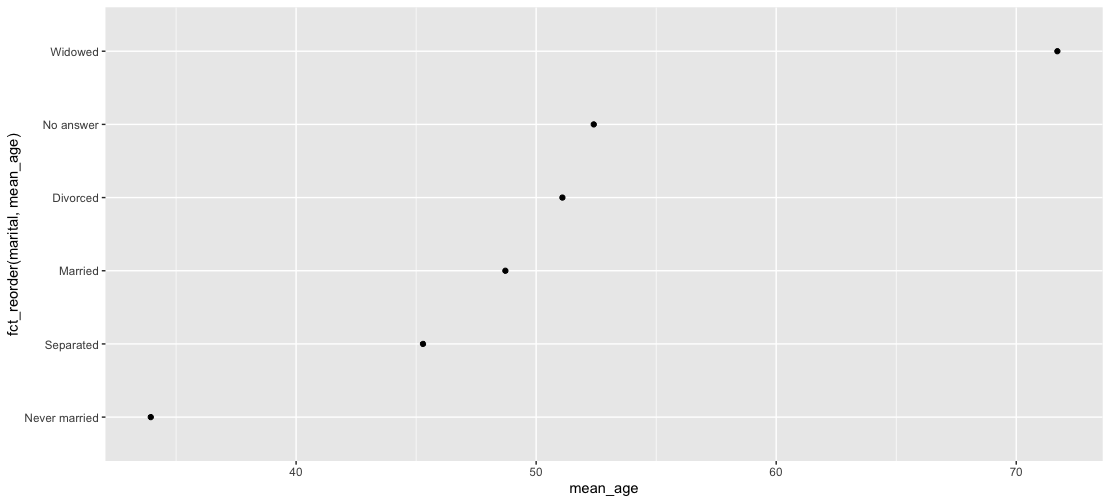 fct_reorder(marital, mean_age)
Widowed
No answer
Divorced
Married
Separated
Never married
40 50 60 70
mean_age